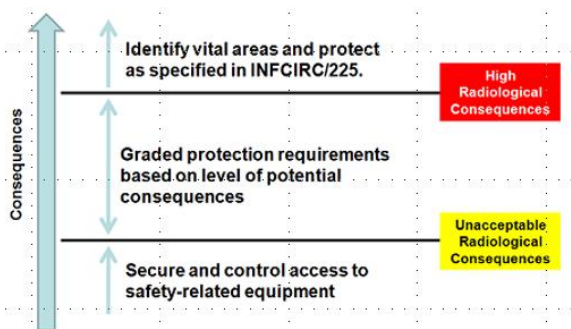 Identify vital areas and protect
as specified in INFCIRC/225.
High
Radiological
Consequences
Consequences
Graded protection requirements
based on level of potential
consequences
Unacceptable
Radiological
Consequences
Secure and control access to
safety-related equipment